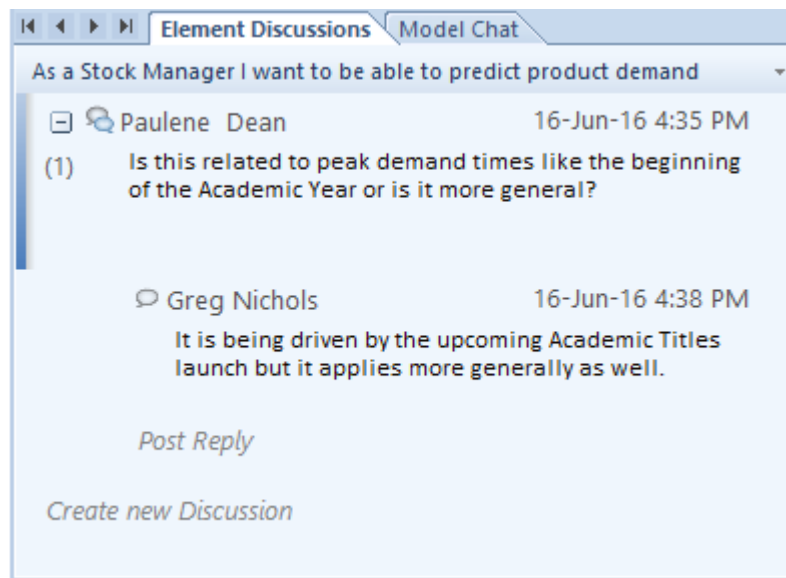 Element Discussions
Model Chat
As a Stock Manager I want to be able to predict product demand
Paulene Dean 16-Jun-16 4:35 PM
(1) Is this related to peak demand times like the beginning
of the Academic Year or is it more general?
Greg Nichols 16-Jun-16 4:38 PM
It is being driven by the upcoming Academic Titles
launch but it applies more generally as well.
Post Reply
Create new Discussion